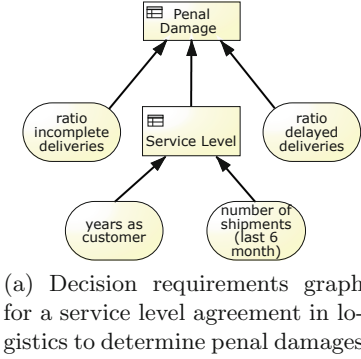 Penal
Damage
ratio
incomplete
deliveries
Service Level
ratio
delayed
deliveries
years as
customer
number of
shipments
(last 6
month)
(a) Decision requirements graph
for a service level agreement in lo-
gistics to determine penal damages